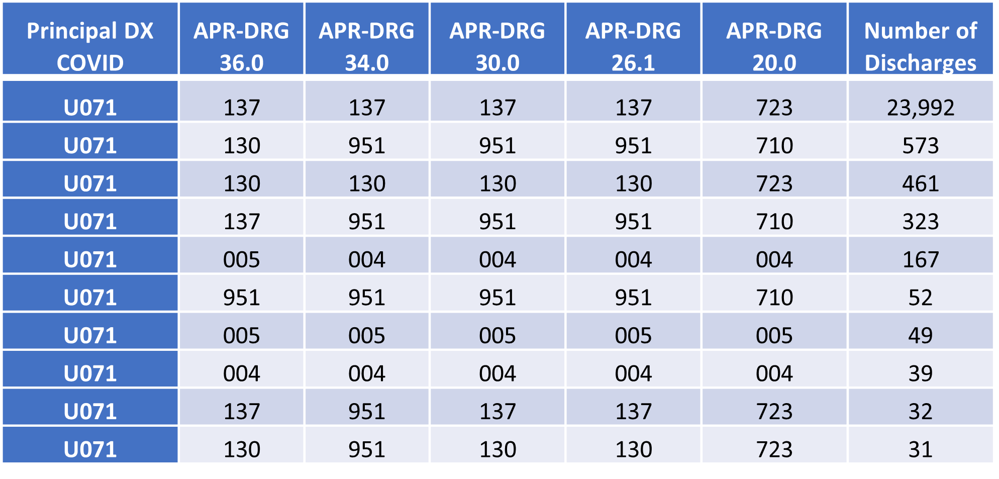 Principal DX COVID APR-DRG 36.0 APR-DRG 34.0 APR-DRG 30.0 APR-DRG 26.1 APR-DRG 20.0 Number of Discharges
U071 137 137 137 137 723 23,992
U071 130 951 951 951 710 573
U071 130 130 130 130 723 461
U071 137 951 951 951 710 323
U071 005 004 004 004 004 167
U071 951 951 951 951 710 52
U071 005 005 005 005 005 49
U071 004 004 004 004 004 39
U071 137 951 137 137 723 32
U071 130 951 130 130 723 31